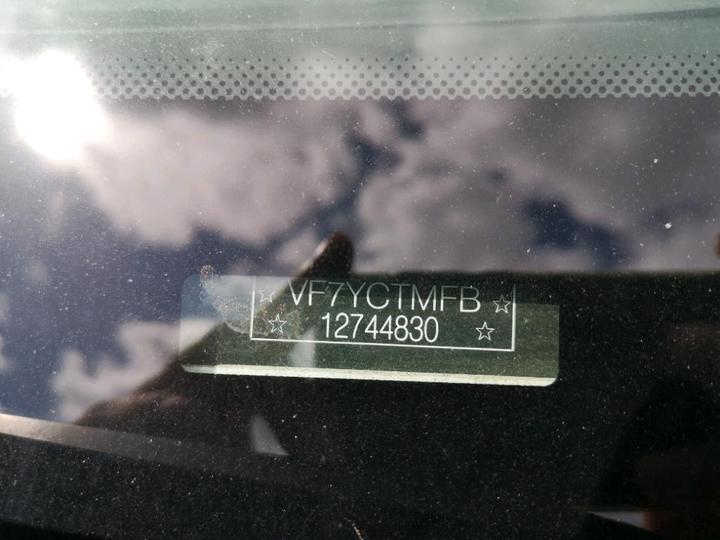 ☆ VF7YCTMFB ☆
☆ 12744830 ☆